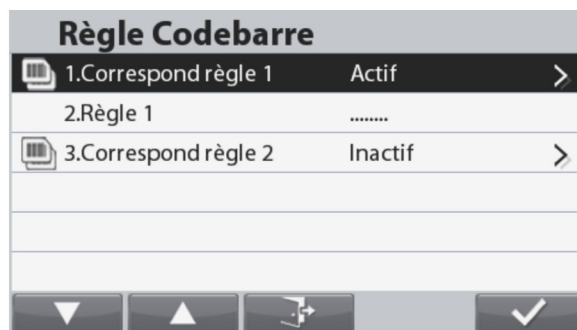 Règle Codebarre
1.Correspond règle 1 Actif
2.Règle 1 ........
3.Correspond règle 2 Inactif